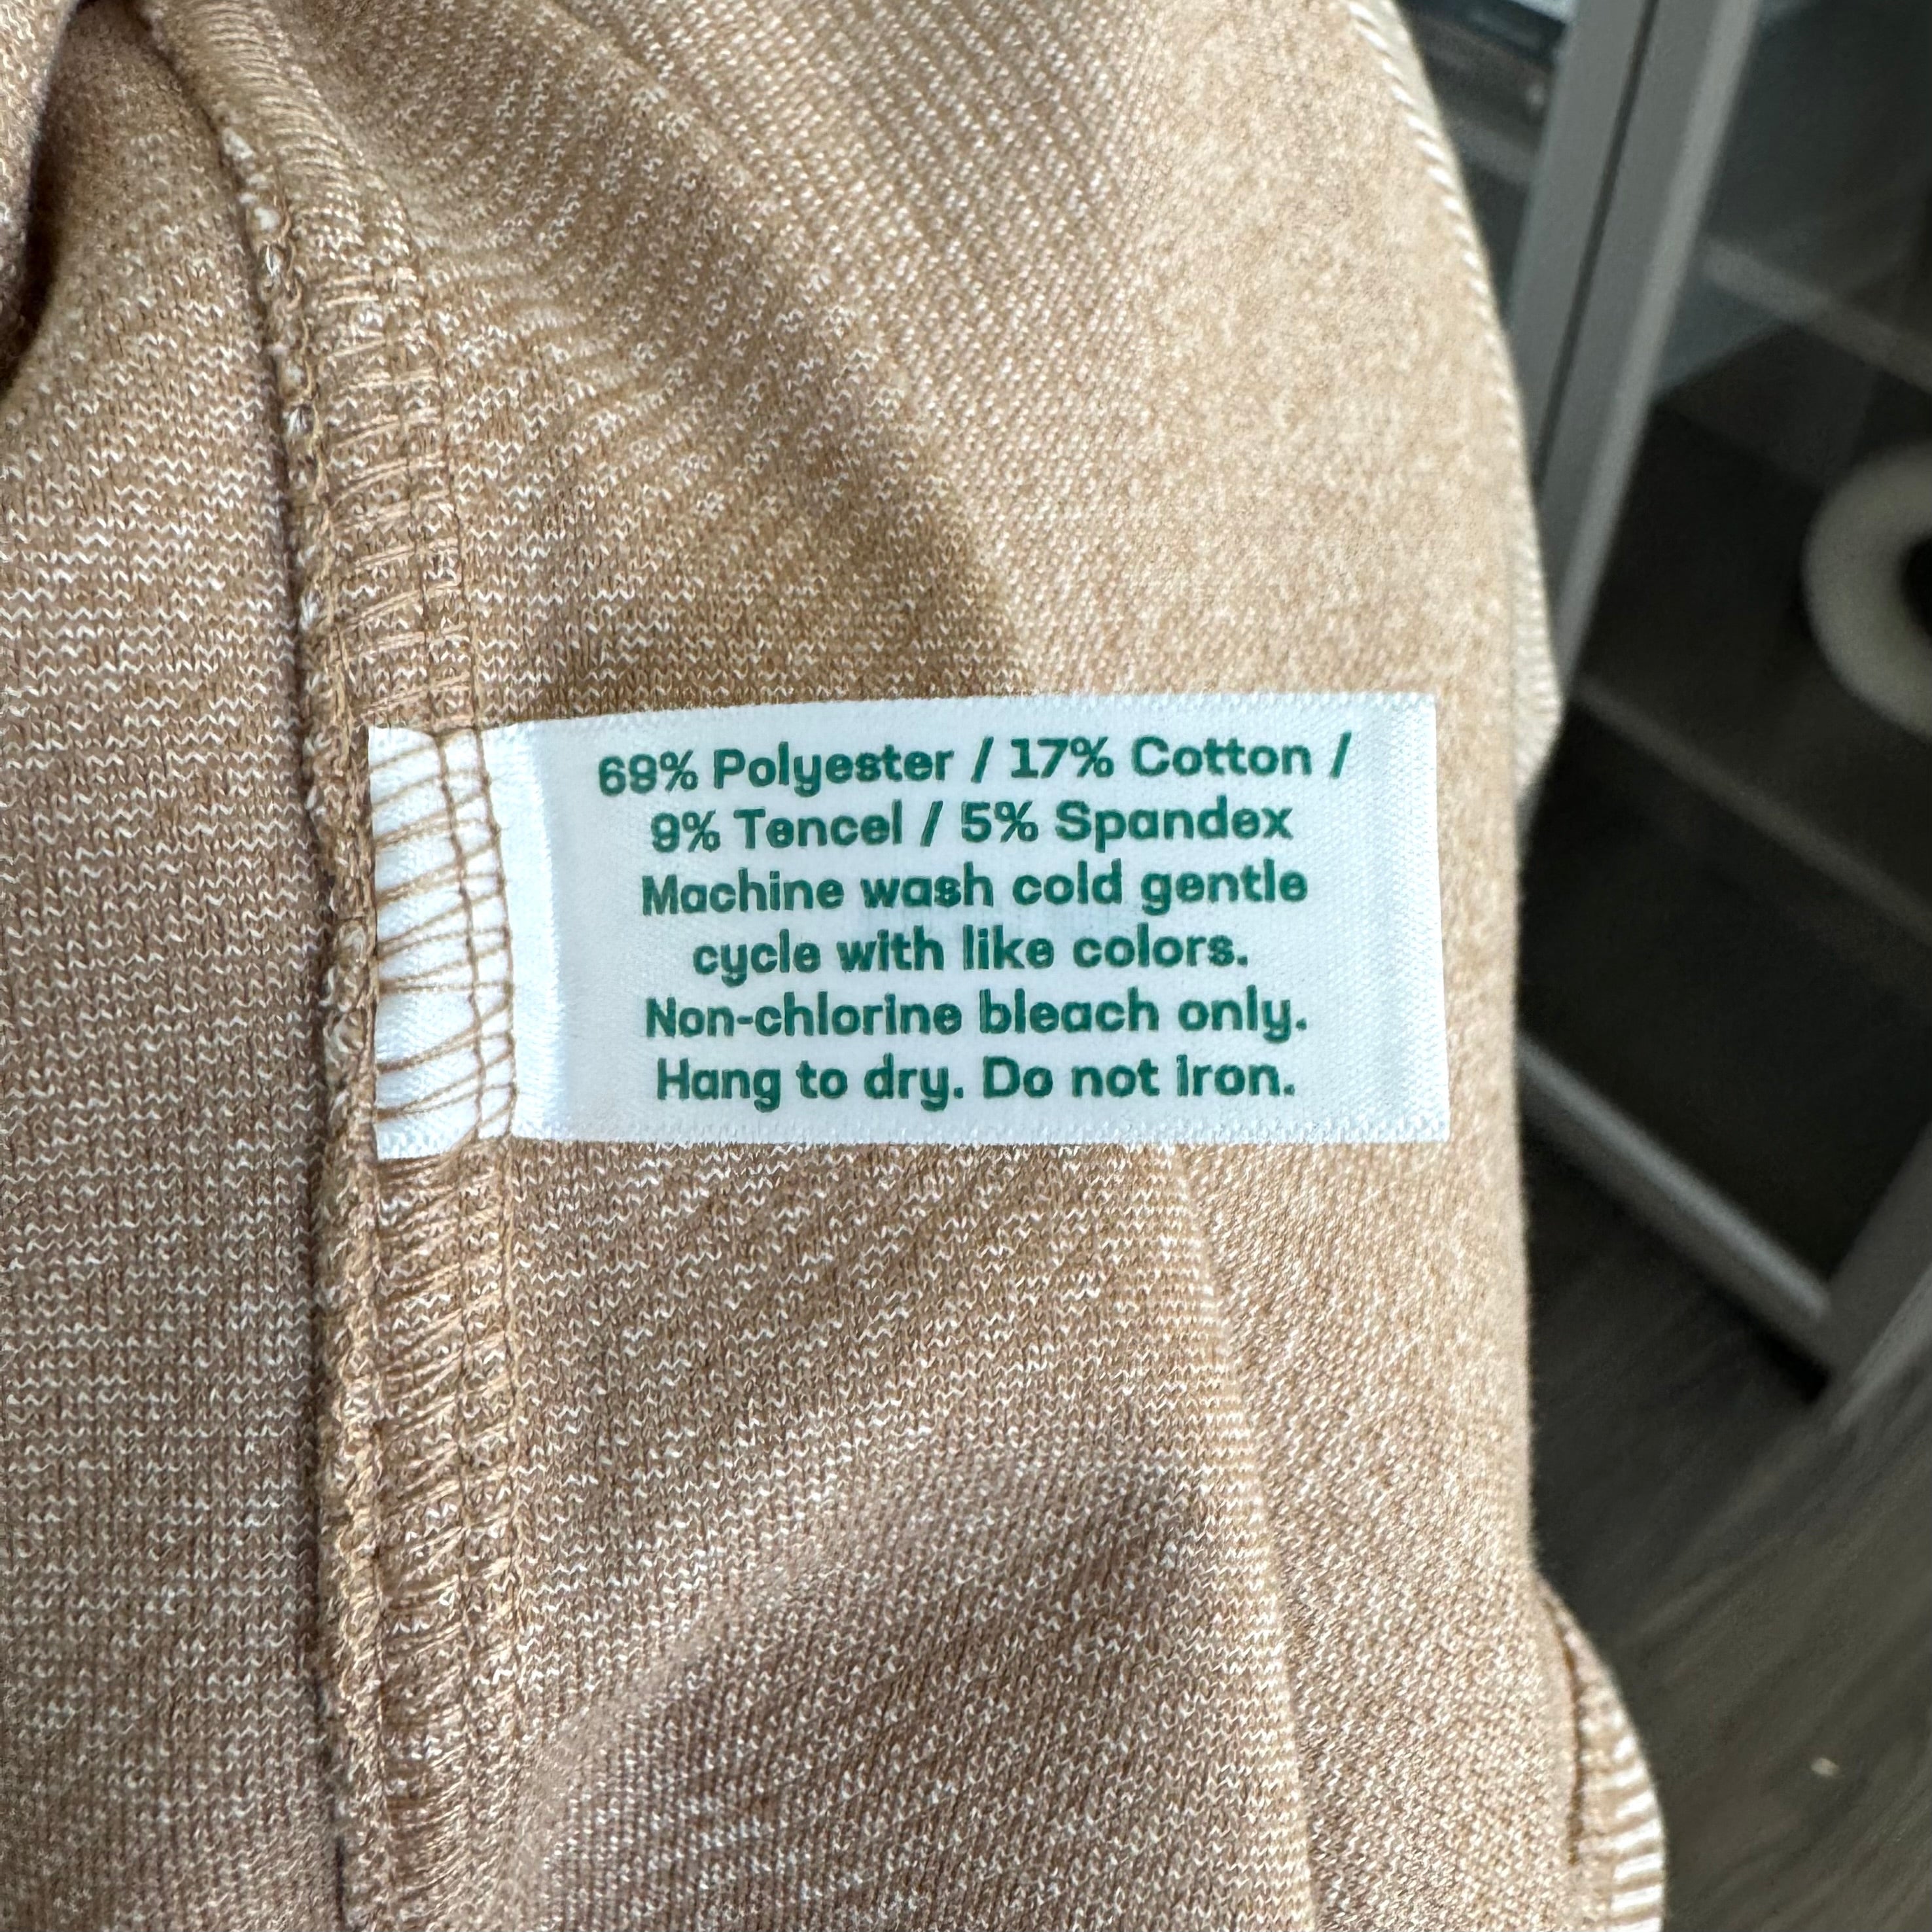 69% Polyester / 17% Cotton /
9% Tencel / 5% Spandex
Machine wash cold gentle
cycle with like colors.
Non-chlorine bleach only.
Hang to dry. Do not iron.